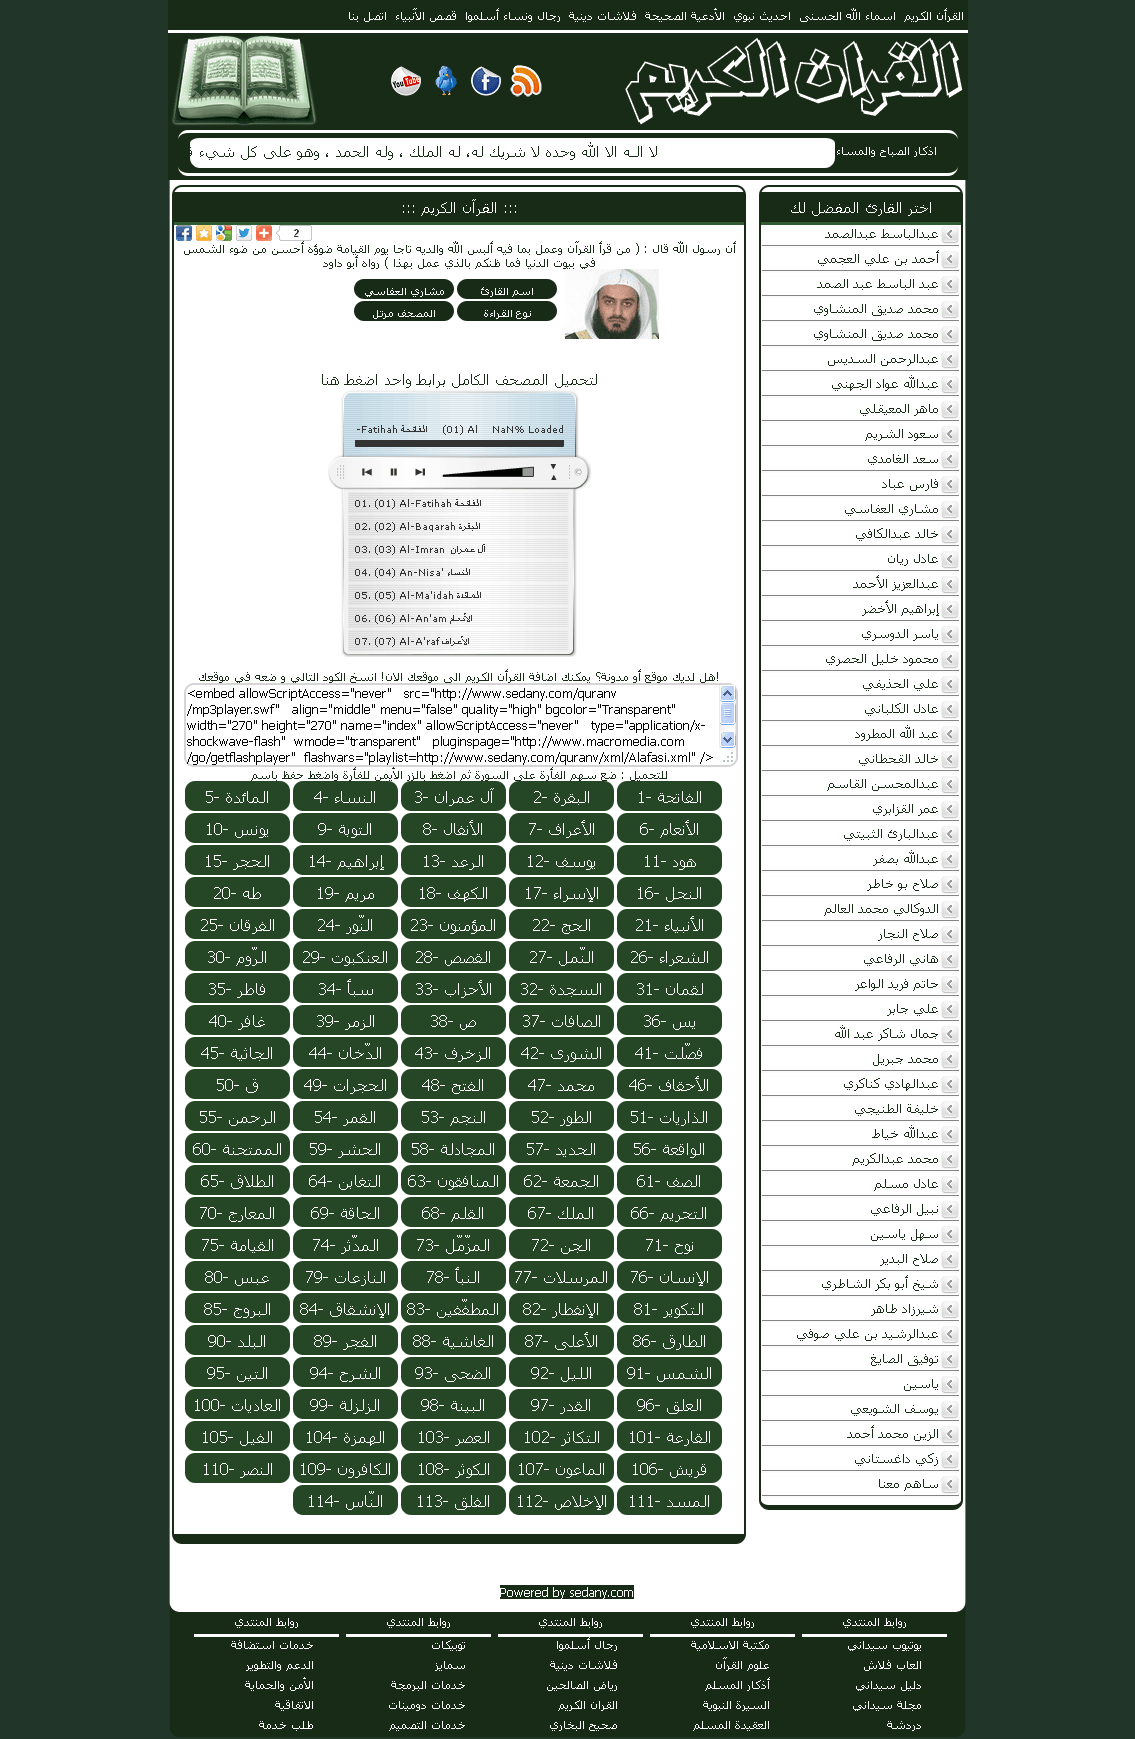 القرأن الكريم اسماء الله الحسنى احديث نبوي الأدعية الصحيحة فلاشات دينية رجال ونساء أسلموا قصص الأنبياء اتصل بنا
القرآن الكريم
You Tube
اذكار الصباح والمساء
لا الـه الا الله وحده لا شريك له، له الملك ، وله الحمد ، وهو على كل شيء
اختر القارئ المفضل لك
عبدالباسط عبدالصمد
أحمد بن علي العجمي
عبد الباسط عبد الصمد
محمد صديق المنشاوي
محمد صديق المنشاوي
عبدالرحمن السديس
عبدالله عواد الجهني
ماهر المعيقلي
سعود الشريم
سعد الغامدي
فارس عباد
مشاري العفاسي
خالد عبدالكافي
عادل ريان
عبدالعزيز الأحمد
إبراهيم الأخضر
ياسر الدوسري
محمود خليل الحصري
علي الحذيفي
عادل الكلباني
عبد الله المطرود
خالد القحطاني
عبدالمحسن القاسم
عمر القزابري
عبدالبارئ الثبيتي
عبدالله بصفر
صلاح بو خاطر
الدوكالي محمد العالم
صلاح النجار
هاني الرفاعي
حاتم فريد الواعر
علي جابر
جمال شاكر عبد الله
محمد جبريل
عبدالهادي كناكري
خليفة الطنيجي
عبدالله خياط
محمد عبدالكريم
عادل مسلم
نبيل الرفاعي
سهل ياسين
صلاح البدير
شيخ أبو بكر الشاطري
شيرزاد طاهر
عبدالرشيد بن علي صوفي
توفيق الصايغ
ياسين
يوسف الشويعي
الزين محمد أحمد
زكي داغستاني
ساهم معنا
::: القرآن الكريم :::
2
أن رسول الله قال : ( من قرأ القرآن وعمل بما فيه ألبس الله والديه تاجا يوم القيامة ضوؤه أحسن من ضوء الشمس
في بيوت الدنيا فما ظنكم بالذي عمل بهذا ) رواه أبو داود
اسم القارئ مشاري العفاسي
نوع القراءة المصحف مرتل
لتحميل المصحف الكامل برابط واحد اضغط هنا
-Fatihah الفاتحة (01) Al NaN% Loaded
01. (01) Al-Fatihah الفاتحة
02. (02) Al-Baqarah البقرة
03. (03) Al-Imran آل عمران
04. (04) An-Nisa' النساء
05. (05) Al-Ma'idah المائدة
06. (06) Al-An'am الأنعام
07. (07) Al-A'raf الأعراف
هل لديك موقع أو مدونة؟ يمكنك اضافة القرأن الكريم الى موقعك الان! انسخ الكود التالي و ضعه في موقعك!
<embed allowScriptAccess="never" src="http://www.sedany.com/quranv
/mp3player.swf" align="middle" menu="false" quality="high" bgcolor="Transparent"
width="270" height="270" name="index" allowScriptAccess="never" type="application/x-
shockwave-flash" wmode="transparent" pluginspage="http://www.macromedia.com
/go/getflashplayer" flashvars="playlist=http://www.sedany.com/quranv/xml/Alafasi.xml" />
للتحميل : ضع سهم الفأرة على السورة ثم اضغط بالزر الأيمن للفأرة واضغط حفظ باسم
الفاتحة -1 البقرة -2 آل عمران -3 النساء -4 المائدة -5
الأنعام -6 الأعراف -7 الأنفال -8 التوبة -9 يونس -10
هود -11 يوسف -12 الرعد -13 إبراهيم -14 الحجر -15
النحل -16 الإسراء -17 الكهف -18 مريم -19 طه -20
الأنبياء -21 الحج -22 المؤمنون -23 النّور -24 الفرقان -25
الشعراء -26 النّمل -27 القصص -28 العنكبوت -29 الرّوم -30
لقمان -31 السجدة -32 الأحزاب -33 سبأ -34 فاطر -35
يس -36 الصافات -37 ص -38 الزمر -39 غافر -40
فصّلت -41 الشورى -42 الزخرف -43 الدّخان -44 الجاثية -45
الأحقاف -46 محمد -47 الفتح -48 الحجرات -49 ق -50
الذاريات -51 الطور -52 النجم -53 القمر -54 الرحمن -55
الواقعة -56 الحديد -57 المجادلة -58 الحشر -59 الممتحنة -60
الصف -61 الجمعة -62 المنافقون -63 التغابن -64 الطلاق -65
التحريم -66 الملك -67 القلم -68 الحاقة -69 المعارج -70
نوح -71 الجن -72 المزّمّل -73 المدّثر -74 القيامة -75
الإنسان -76 المرسلات -77 النبأ -78 النازعات -79 عبس -80
التكوير -81 الإنفطار -82 المطفّفين -83 الإنشقاق -84 البروج -85
الطارق -86 الأعلى -87 الغاشية -88 الفجر -89 البلد -90
الشمس -91 الليل -92 الضحى -93 الشرح -94 التين -95
العلق -96 القدر -97 البينة -98 الزلزلة -99 العاديات -100
القارعة -101 التكاثر -102 العصر -103 الهمزة -104 الفيل -105
قريش -106 الماعون -107 الكوثر -108 الكافرون -109 النصر -110
المسد -111 الإخلاص -112 الفلق -113 النّاس -114
Powered by sedany.com
روابط المنتدي روابط المنتدي روابط المنتدي روابط المنتدي روابط المنتدي
يوتيوب سيداني مكتبة الاسلامية رجال أسلموا توبيكات خدمات استضافة
العاب فلاش علوم القرآن فلاشات دينية سمايز الدعم والتطوير
دليل سيداني أذكار المسلم رياض الصالحين خدمات البرمجة الأمن والحماية
مجلة سيداني السيرة النبوية القران الكريم خدمات دومينات الاتفاقية
دردشة العقيدة المسلم صحيح البخاري خدمات التصميم طلب خدمة